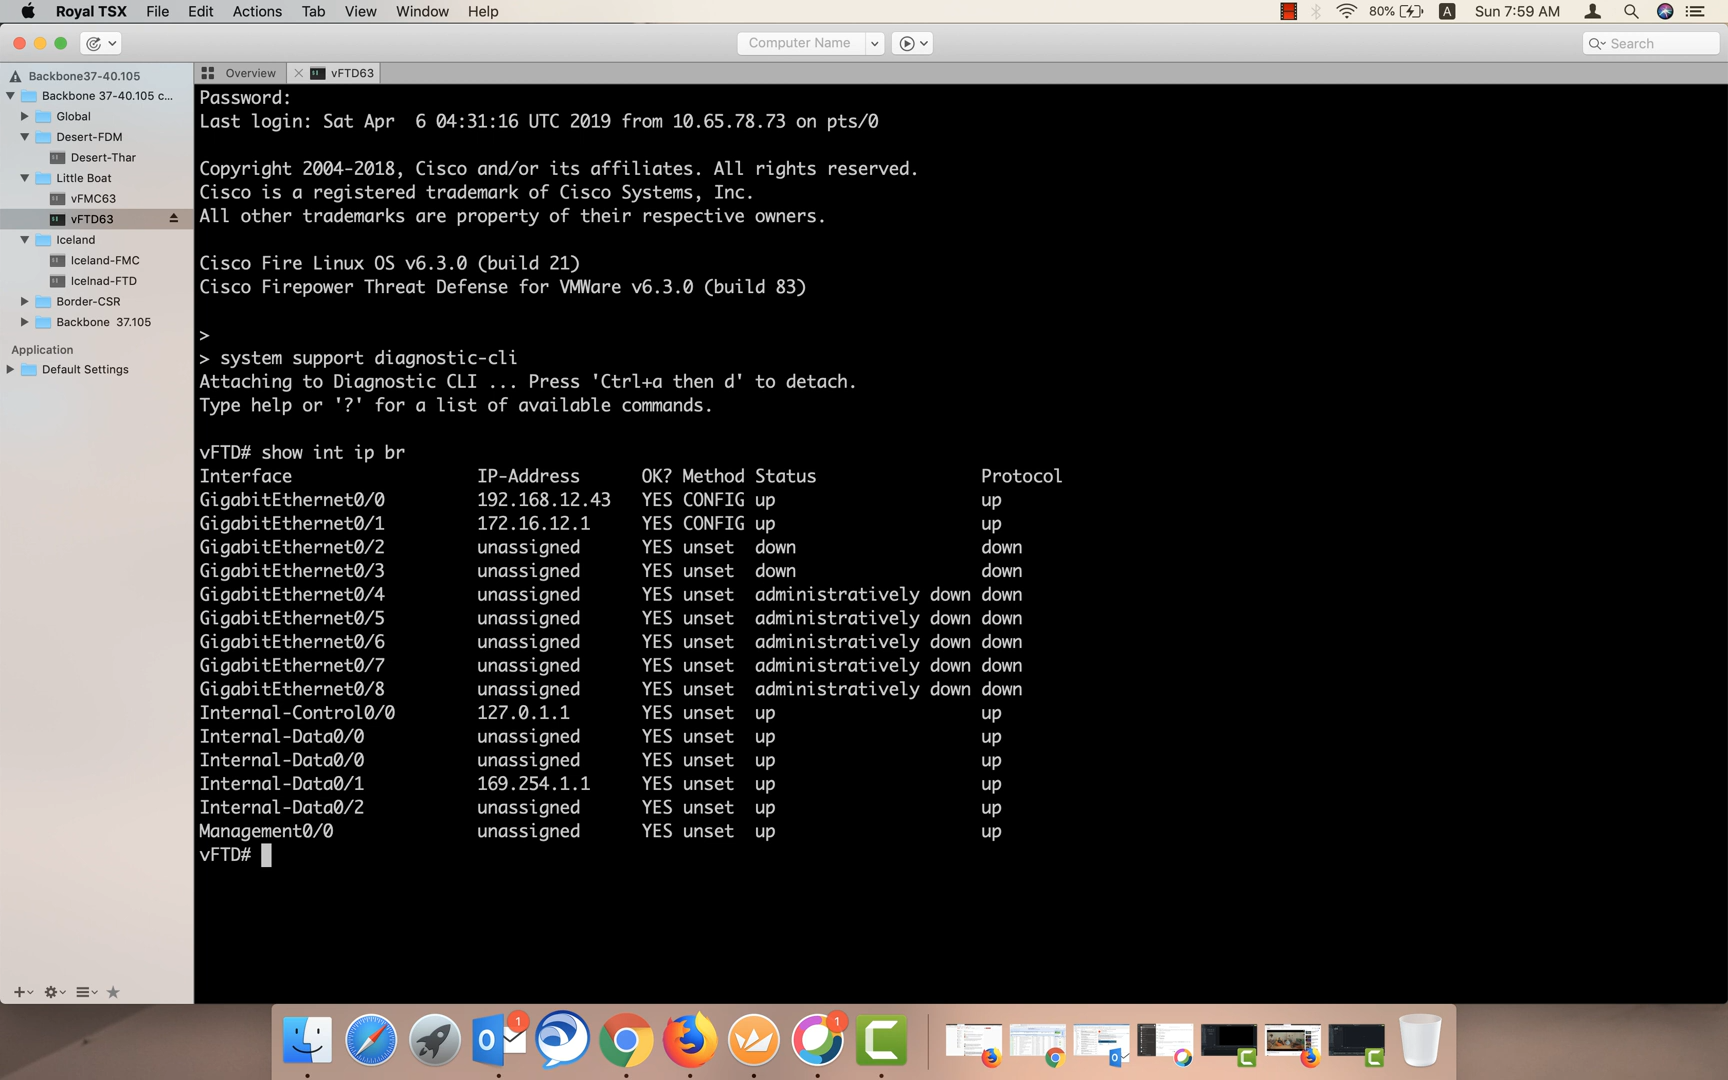 Royal TSX File Edit Actions Tab View Window Help 80% A Sun 7:59 AM
Computer Name Search
Backbone37-40.105
Backbone 37-40.105 c...
Global
Desert-FDM
Desert-Thar
Little Boat
vFMC63
vFTD63
Iceland
Iceland-FMC
Icelnad-FTD
Border-CSR
Backbone 37.105
Application
Default Settings
Overview vFTD63
Password:
Last login: Sat Apr  6 04:31:16 UTC 2019 from 10.65.78.73 on pts/0
Copyright 2004-2018, Cisco and/or its affiliates. All rights reserved.
Cisco is a registered trademark of Cisco Systems, Inc.
All other trademarks are property of their respective owners.
Cisco Fire Linux OS v6.3.0 (build 21)
Cisco Firepower Threat Defense for VMWare v6.3.0 (build 83)
>
> system support diagnostic-cli
Attaching to Diagnostic CLI ... Press 'Ctrl+a then d' to detach.
Type help or '?' for a list of available commands.
vFTD# show int ip br
Interface IP-Address OK? Method Status Protocol
GigabitEthernet0/0 192.168.12.43 YES CONFIG up up
GigabitEthernet0/1 172.16.12.1 YES CONFIG up up
GigabitEthernet0/2 unassigned YES unset down down
GigabitEthernet0/3 unassigned YES unset down down
GigabitEthernet0/4 unassigned YES unset administratively down down
GigabitEthernet0/5 unassigned YES unset administratively down down
GigabitEthernet0/6 unassigned YES unset administratively down down
GigabitEthernet0/7 unassigned YES unset administratively down down
GigabitEthernet0/8 unassigned YES unset administratively down down
Internal-Control0/0 127.0.1.1 YES unset up up
Internal-Data0/0 unassigned YES unset up up
Internal-Data0/0 unassigned YES unset up up
Internal-Data0/1 169.254.1.1 YES unset up up
Internal-Data0/2 unassigned YES unset up up
Management0/0 unassigned YES unset up up
vFTD#
1 1